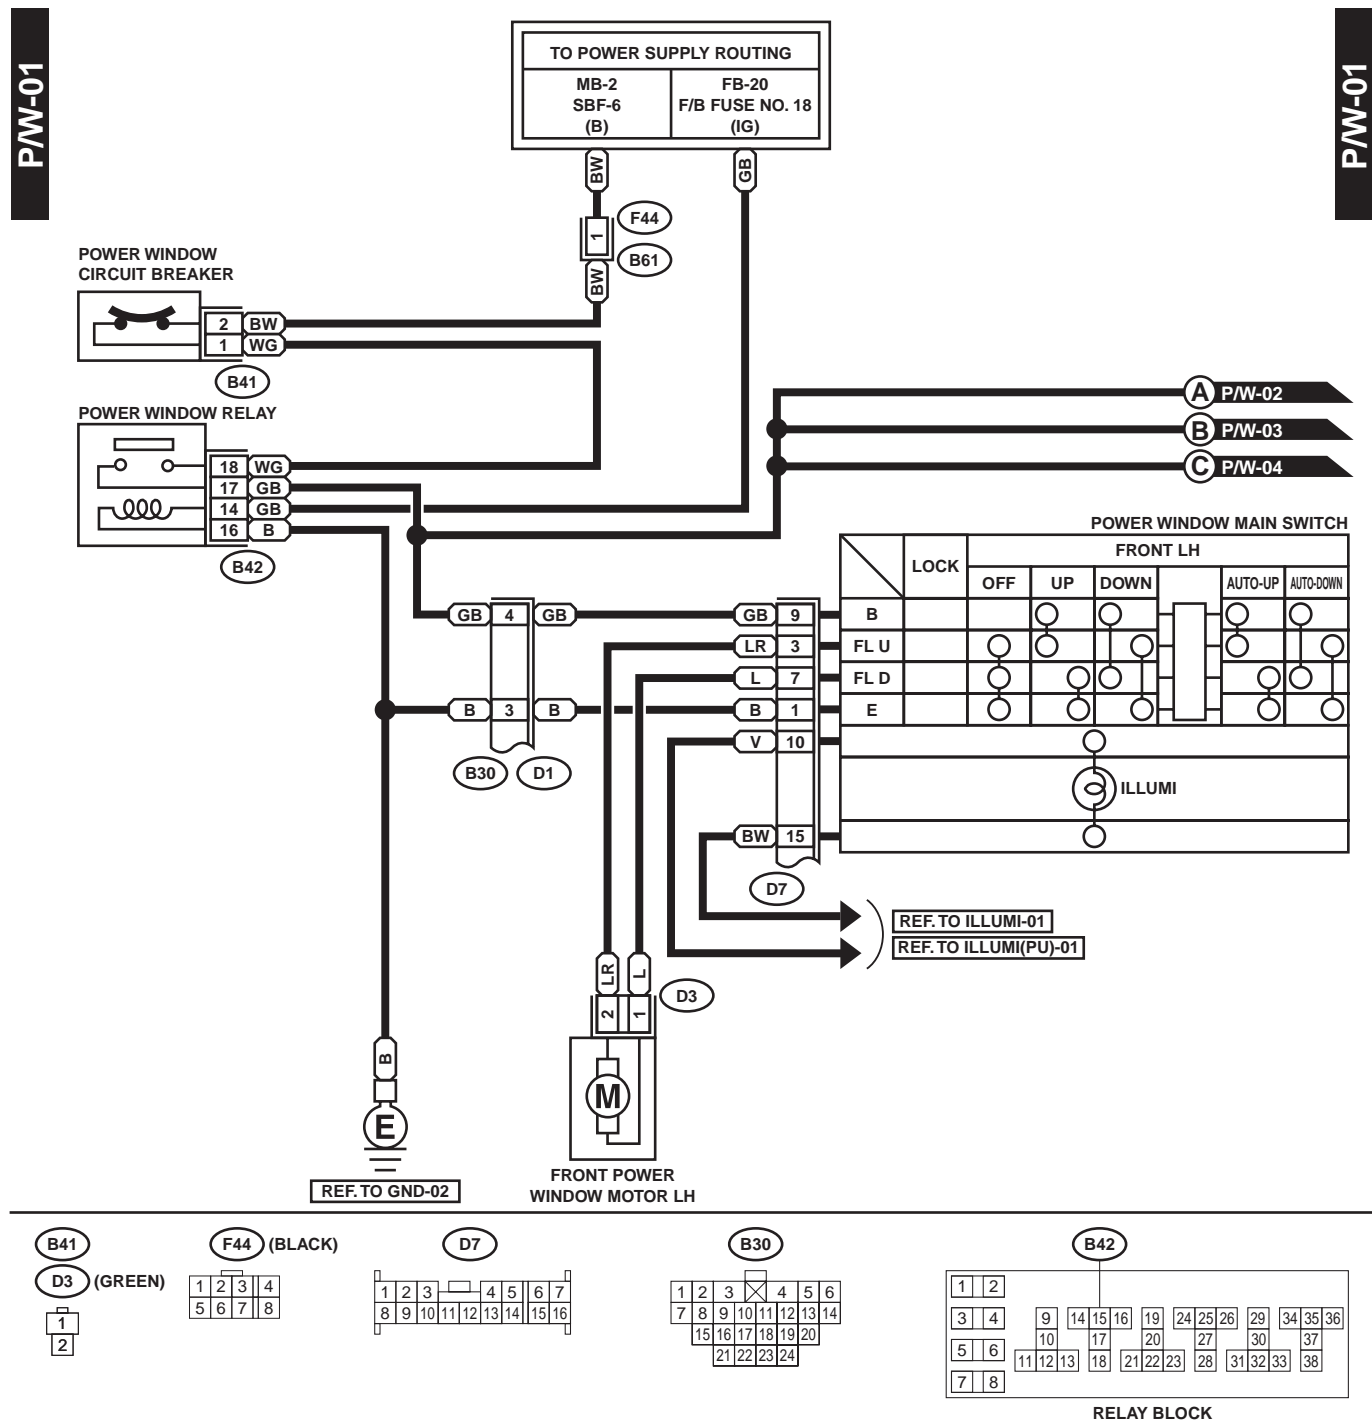 P/W-01
P/W-01
TO POWER SUPPLY ROUTING
MB-2
SBF-6
(B)
FB-20
F/B FUSE NO. 18
(IG)
BW
GB
1
F44
B61
BW
POWER WINDOW
CIRCUIT BREAKER
2 BW
1 WG
B41
POWER WINDOW RELAY
18 WG
17 GB
14 GB
16 B
B42
A P/W-02
B P/W-03
C P/W-04
POWER WINDOW MAIN SWITCH
LOCK
FRONT LH
OFF UP DOWN AUTO-UP AUTO-DOWN
GB 4 GB GB 9 B
LR 3 FL U
L 7 FL D
B 3 B B 1 E
V 10
B30 D1
ILLUMI
BW 15
D7
REF. TO ILLUMI-01
REF. TO ILLUMI(PU)-01
LR L
D3
2 1
B
M
E
FRONT POWER
WINDOW MOTOR LH
REF. TO GND-02
B41
D3 (GREEN)
1
2
F44 (BLACK)
1 2 3 4
5 6 7 8
D7
1 2 3 4 5 6 7
8 9 10 11 12 13 14 15 16
B30
1 2 3 4 5 6
7 8 9 10 11 12 13 14
15 16 17 18 19 20
21 22 23 24
B42
1 2
3 4 9 14 15 16 19 24 25 26 29 34 35 36
10 17 20 27 30 37
5 6 11 12 13 18 21 22 23 28 31 32 33 38
7 8
RELAY BLOCK